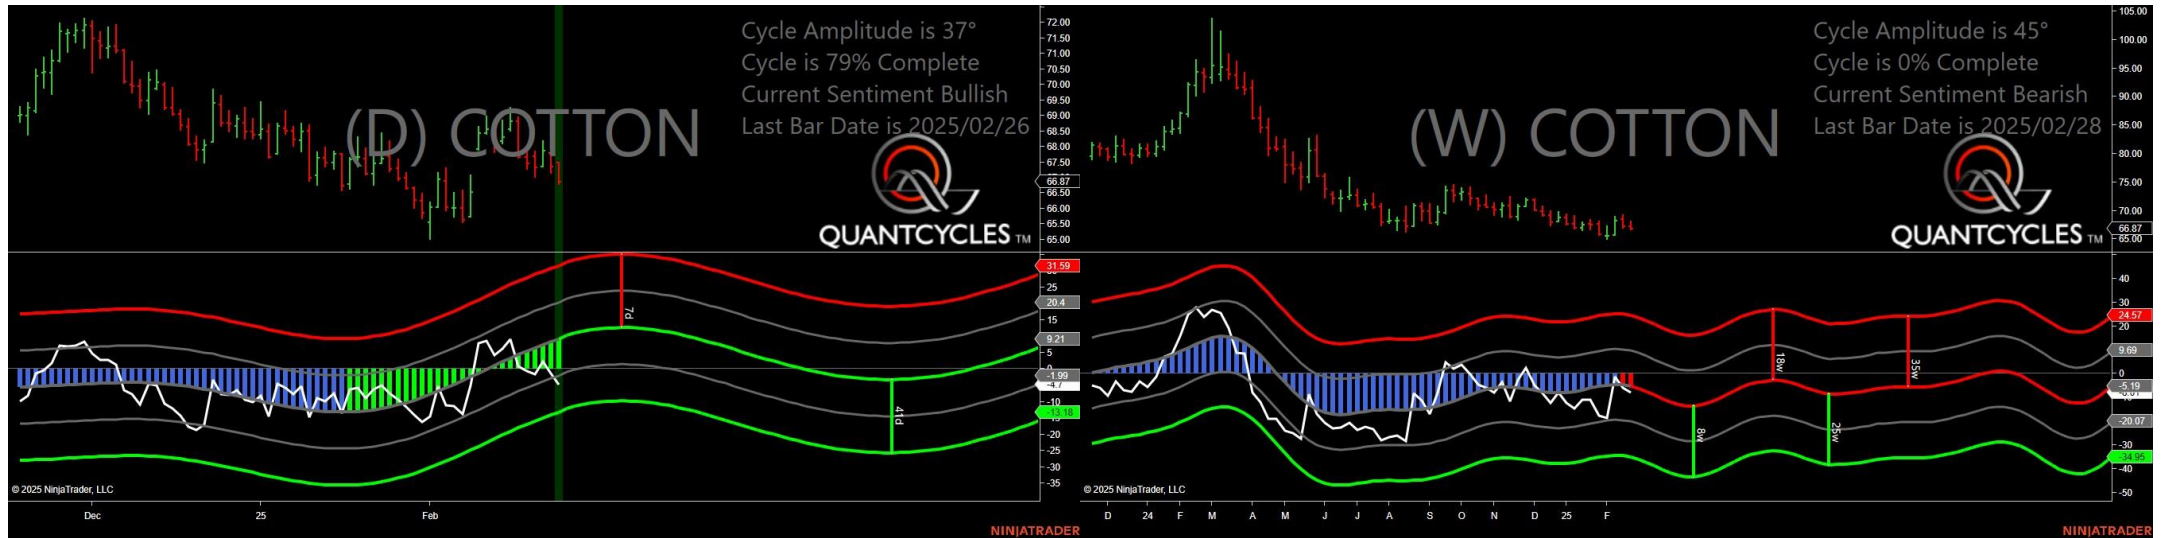 Cycle Amplitude is 37°
Cycle is 79% Complete
Current Sentiment Bullish
Last Bar Date is 2025/02/26
(D) COTTON
QUANTCYCLES TM
72.00
71.50
71.00
70.50
70.00
69.50
69.00
68.50
68.00
67.50
66.87
66.50
66.00
65.50
65.00
31.59
25
20.4
15
9.21
5
0
-1.99
-4.7
-10
-13.18
-20
-25
-30
-35
7d
41d
© 2025 NinjaTrader, LLC
Dec
25
Feb
NINJATRADER
Cycle Amplitude is 45°
Cycle is 0% Complete
Current Sentiment Bearish
Last Bar Date is 2025/02/28
(W) COTTON
QUANTCYCLES TM
105.00
100.00
95.00
90.00
85.00
80.00
75.00
70.00
66.87
65.00
40
30
24.57
20
9.69
0
-5.19
-20.07
-30
-34.95
-40
-50
18w
35w
8w
25w
© 2025 NinjaTrader, LLC
D
24
F
M
A
M
J
J
A
S
O
N
D
25
F
NINJATRADER